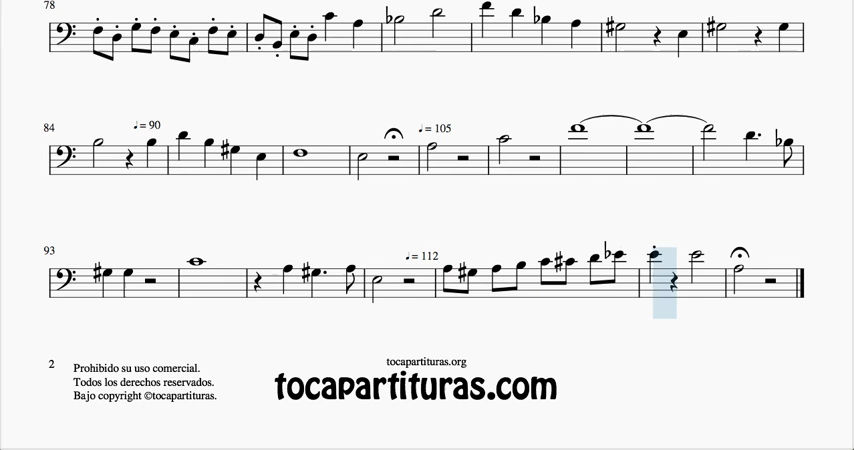 78
84
♩ = 90
♩ = 105
93
♩ = 112
2
Prohibido su uso comercial.
Todos los derechos reservados.
Bajo copyright ©tocapartituras.
tocapartituras.org
tocapartituras.com